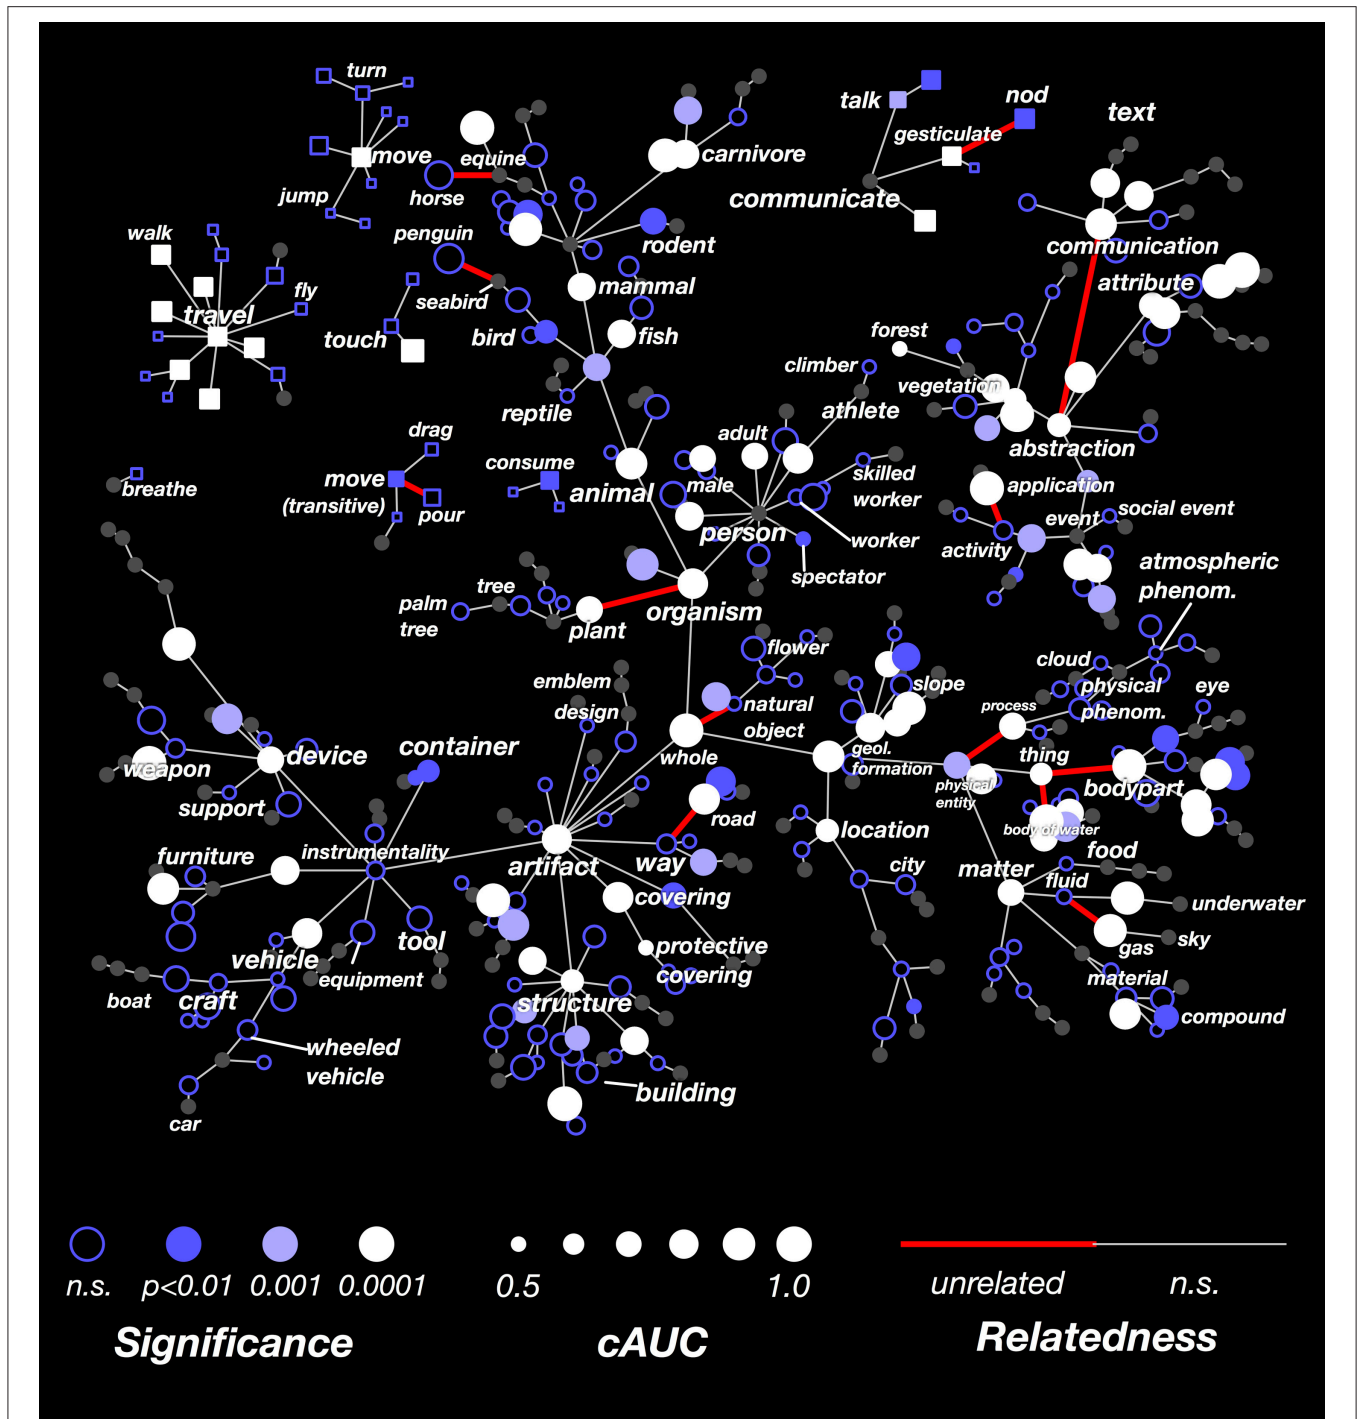 turn
move
jump
equine
horse
carnivore
talk
nod
gesticulate
communicate
text
communication
attribute
walk
travel
fly
penguin
seabird
rodent
mammal
bird
fish
touch
reptile
climber
athlete
forest
vegetation
abstraction
drag
move
(transitive)
pour
consume
breathe
animal
adult
male
person
skilled
worker
worker
spectator
application
event
social event
activity
atmospheric
phenom.
tree
palm
tree
plant
organism
flower
emblem
design
natural
object
whole
slope
geol.
formation
cloud
physical
phenom.
process
eye
thing
physical
entity
bodypart
body of water
device
container
weapon
support
furniture
instrumentality
artifact
road
way
location
city
matter
food
fluid
underwater
gas
sky
material
compound
covering
protective
covering
vehicle
tool
equipment
boat
craft
structure
wheeled
vehicle
building
car
n.s.
p<0.01
0.001
0.0001
0.5
1.0
unrelated
n.s.
Significance
cAUC
Relatedness